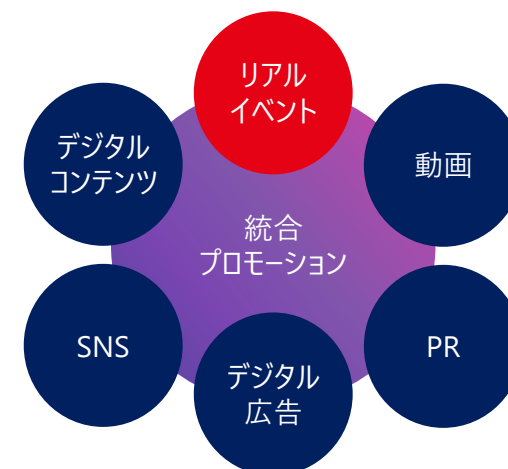 リアル
イベント
デジタル
コンテンツ
動画
統合
プロモーション
SNS
PR
デジタル
広告